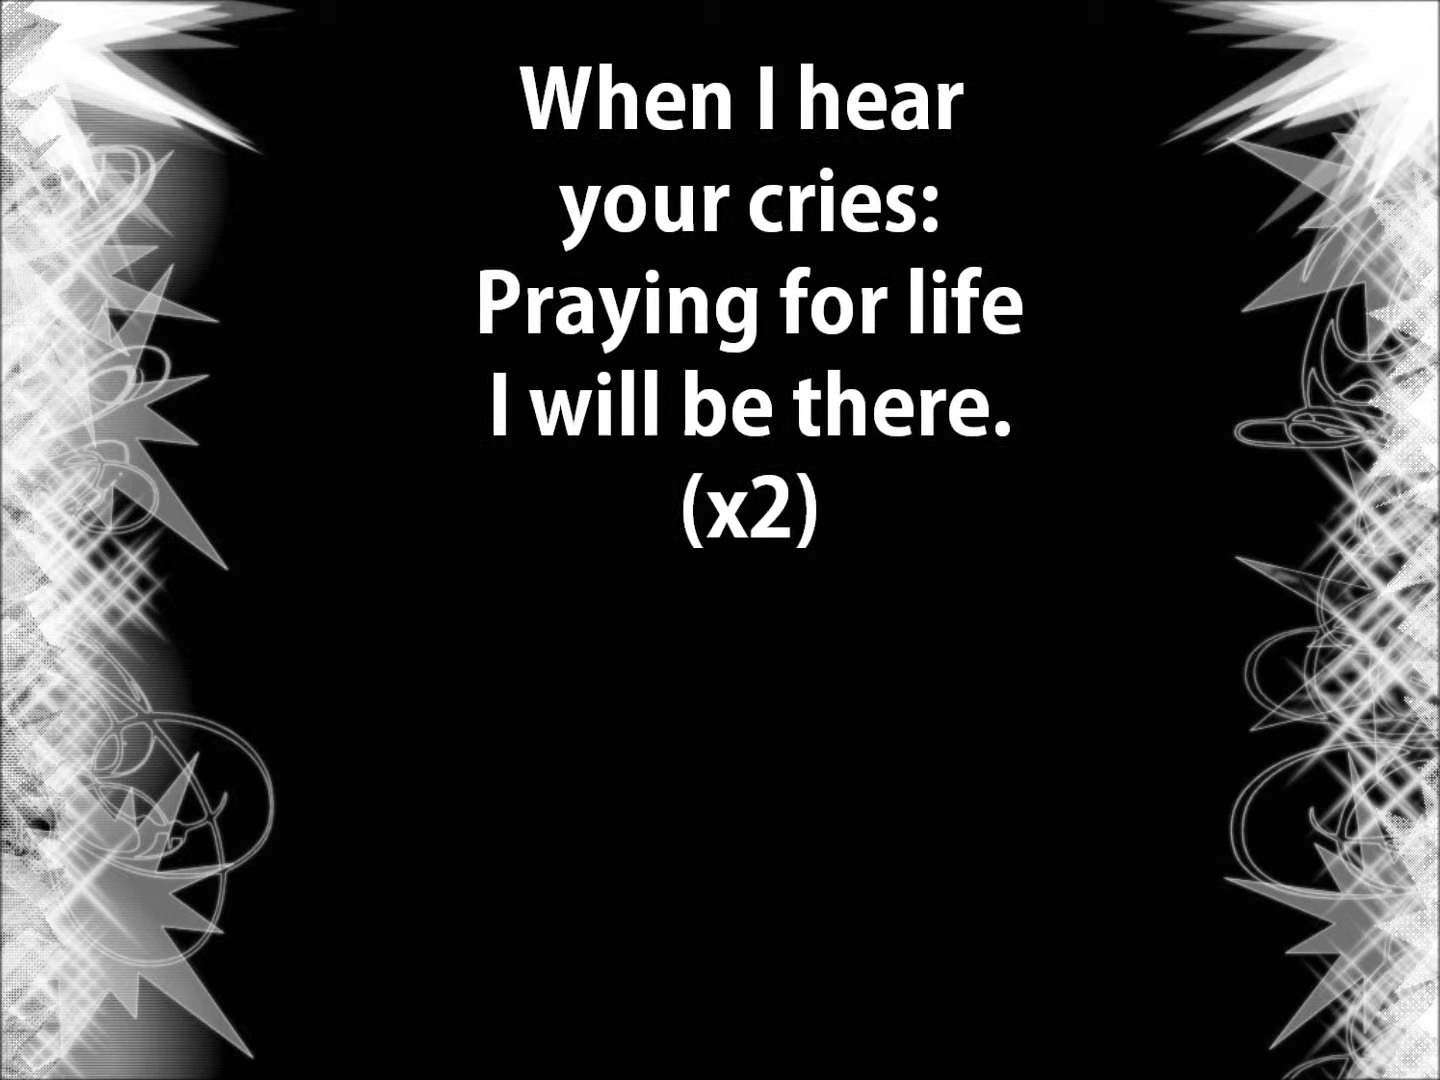 When I hear
your cries:
Praying for life
I will be there.
(x2)